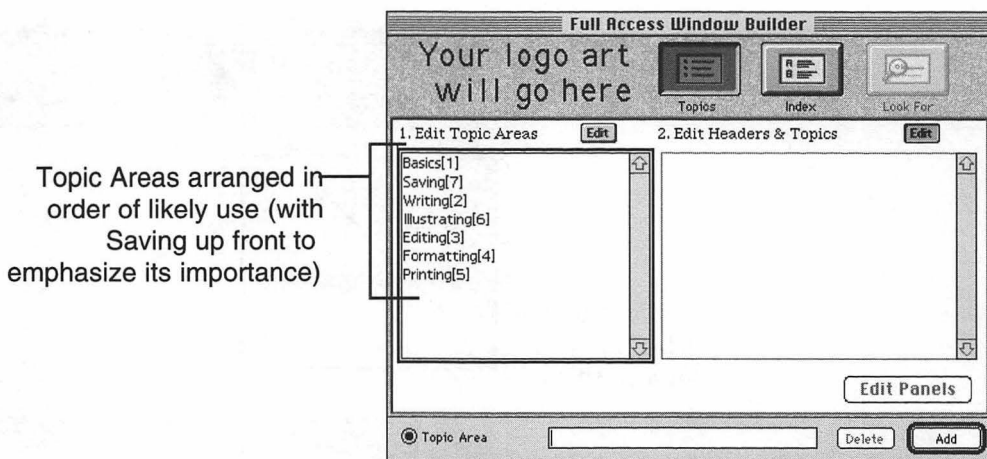 Full Access Window Builder
Your logo art
will go here
Topics
Index
Look For
1. Edit Topic Areas
Edit
2. Edit Headers & Topics
Edit
Topic Areas arranged in
order of likely use (with
Saving up front to
emphasize its importance)
Basics[1]
Saving[7]
Writing[2]
Illustrating[6]
Editing[3]
Formatting[4]
Printing[5]
Edit Panels
Topic Area
Delete
Add